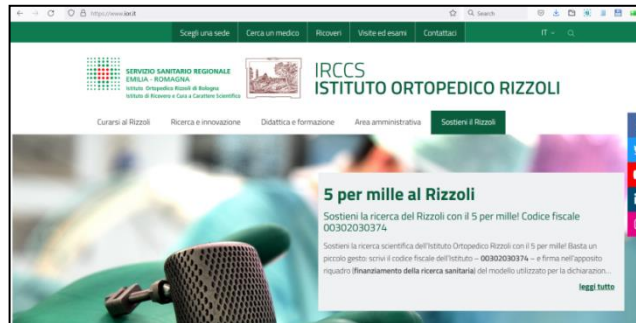 https://www.ior.it
Search
Scegli una sede
Cerca un medico
Ricoveri
Visite ed esami
Contattaci
IT
SERVIZIO SANITARIO REGIONALE
EMILIA - ROMAGNA
Istituto Ortopedico Rizzoli di Bologna
Istituto di Ricovero e Cura a Carattere Scientifico
IRCCS
ISTITUTO ORTOPEDICO RIZZOLI
Curarsi al Rizzoli
Ricerca e innovazione
Didattica e formazione
Area amministrativa
Sostieni il Rizzoli
5 per mille al Rizzoli
Sostieni la ricerca del Rizzoli con il 5 per mille! Codice fiscale
00302030374
Sostieni la ricerca scientifica dell'Istituto Ortopedico Rizzoli con il 5 per mille! Basta un
piccolo gesto: scrivi il codice fiscale dell'Istituto – 00302030374 – e firma nell'apposito
riquadro (finanziamento della ricerca sanitaria) del modello utilizzato per la dichiarazion...
leggi tutto